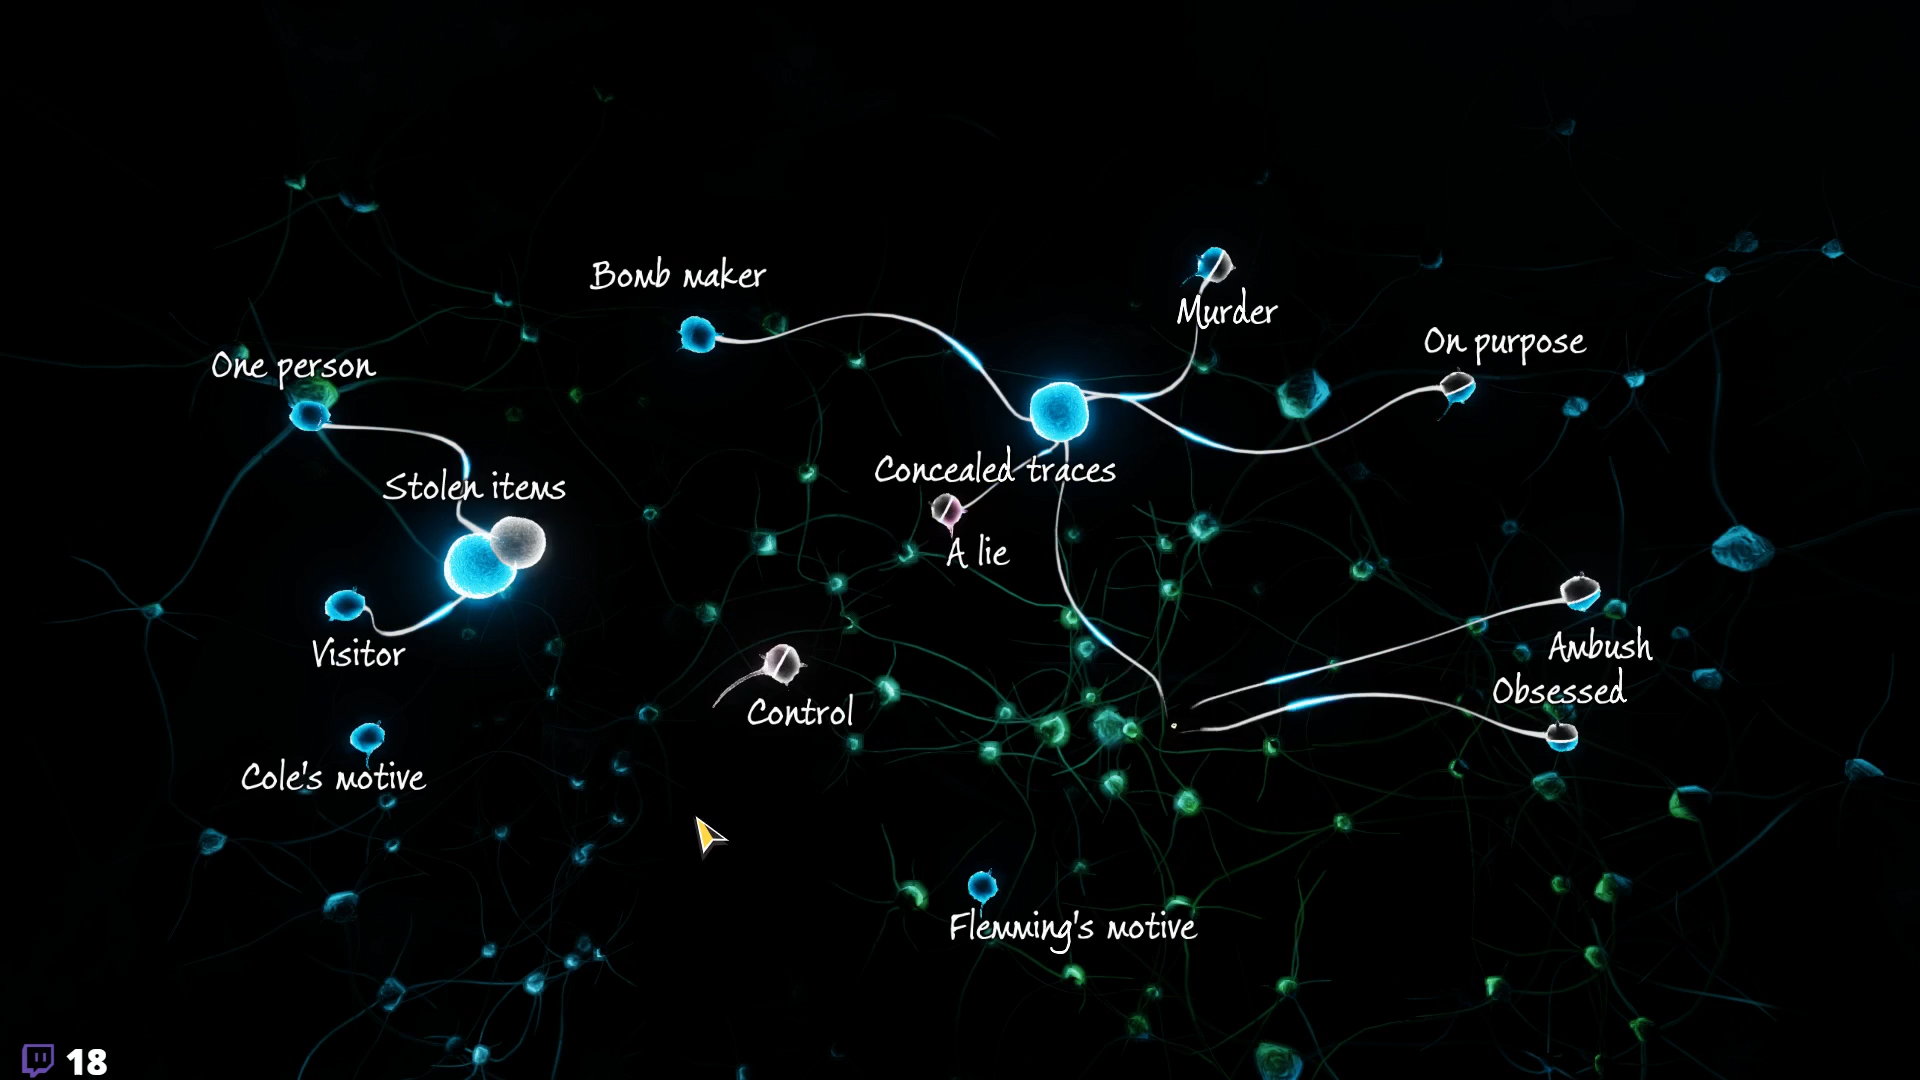 Bomb maker
Murder
On purpose
One person
Stolen items
Concealed traces
A lie
Visitor
Ambush
Obsessed
Control
Cole's motive
Flemming's motive
18